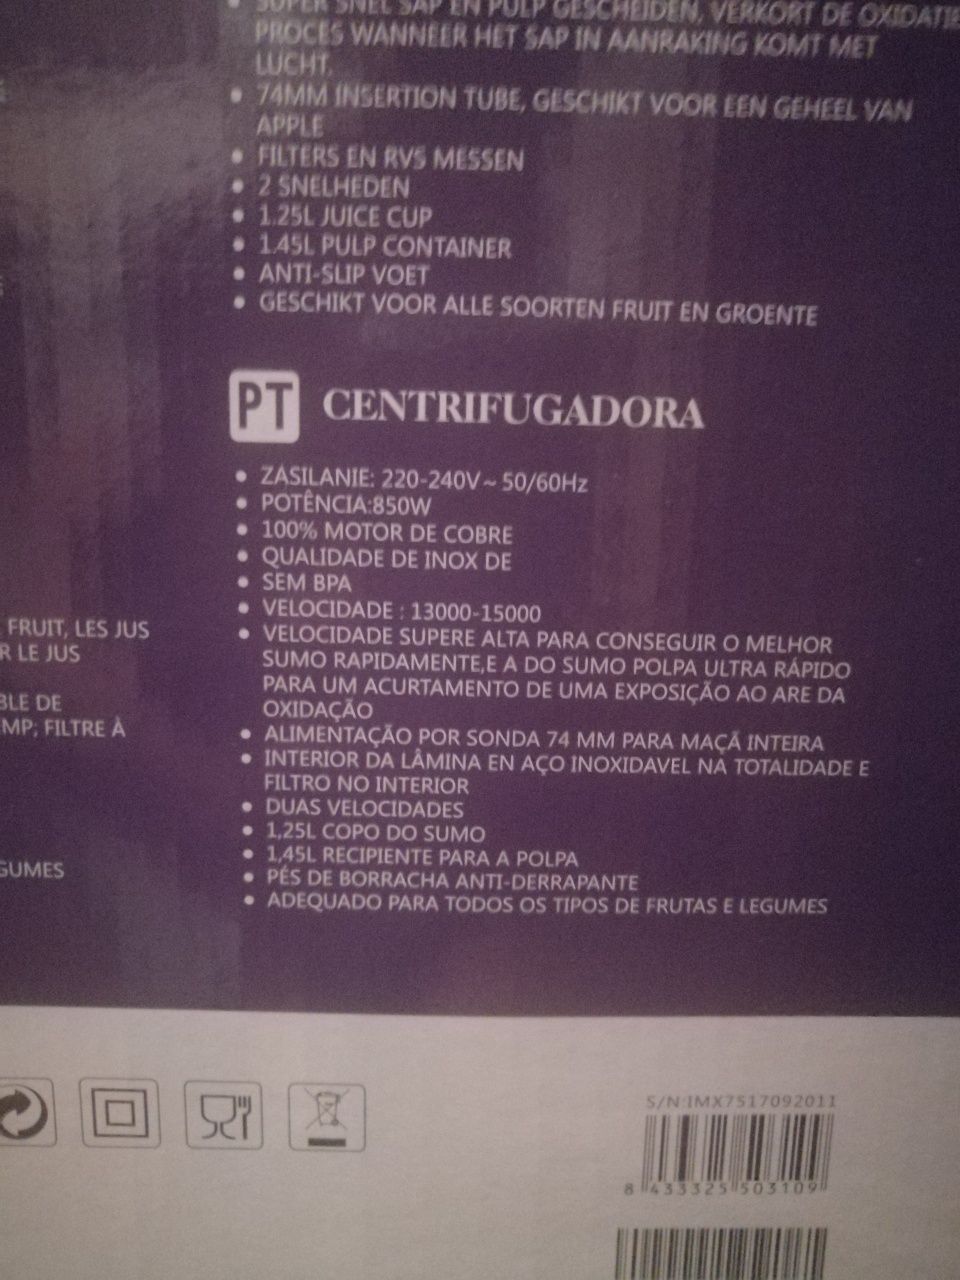 SUPER SNEL SAP EN PULP GESCHEIDEN, VERKORT DE OXIDATIE
PROCES WANNEER HET SAP IN AANRAKING KOMT MET
LUCHT.
74MM INSERTION TUBE, GESCHIKT VOOR EEN GEHEEL VAN
APPLE
FILTERS EN RVS MESSEN
2 SNELHEDEN
1.25L JUICE CUP
1.45L PULP CONTAINER
ANTI-SLIP VOET
GESCHIKT VOOR ALLE SOORTEN FRUIT EN GROENTE
PT CENTRIFUGADORA
ZASILANIE: 220-240V~ 50/60Hz
POTÊNCIA:850W
100% MOTOR DE COBRE
QUALIDADE DE INOX DE
SEM BPA
VELOCIDADE : 13000-15000
VELOCIDADE SUPERE ALTA PARA CONSEGUIR O MELHOR
SUMO RAPIDAMENTE,E A DO SUMO POLPA ULTRA RÁPIDO
PARA UM ACURTAMENTO DE UMA EXPOSIÇÃO AO ARE DA
OXIDAÇÃO
ALIMENTAÇÃO POR SONDA 74 MM PARA MAÇÃ INTEIRA
INTERIOR DA LÂMINA EN AÇO INOXIDAVEL NA TOTALIDADE E
FILTRO NO INTERIOR
DUAS VELOCIDADES
1,25L COPO DO SUMO
1,45L RECIPIENTE PARA A POLPA
PÉS DE BORRACHA ANTI-DERRAPANTE
ADEQUADO PARA TODOS OS TIPOS DE FRUTAS E LEGUMES
FRUIT, LES JUS
R LE JUS
BLE DE
MP; FILTRE À
GUMES
S/N:IMX7517092011
8 433325 503109